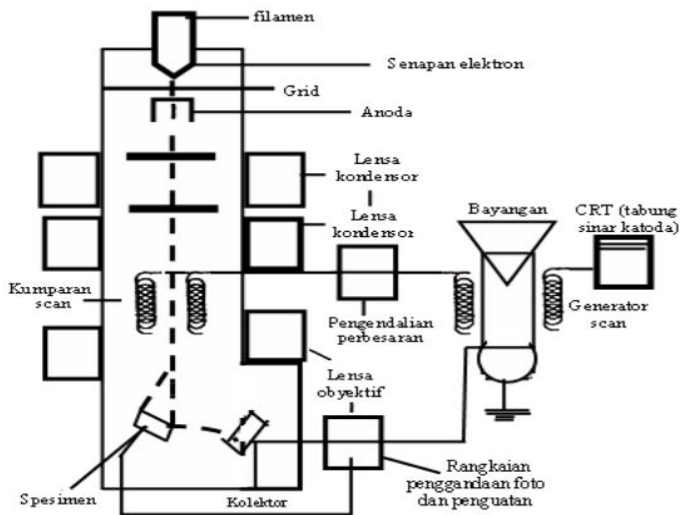 filamen
Senapan elektron
Grid
Anoda
Lensa
kondensor
Lensa
kondensor
Bayangan
CRT (tabung
sinar katoda)
Kumparan
scan
Pengendalian
perbesaran
Generator
scan
Lensa
obyektif
Spesimen
Kolektor
Rangkaian
penggandaan foto
dan penguatan